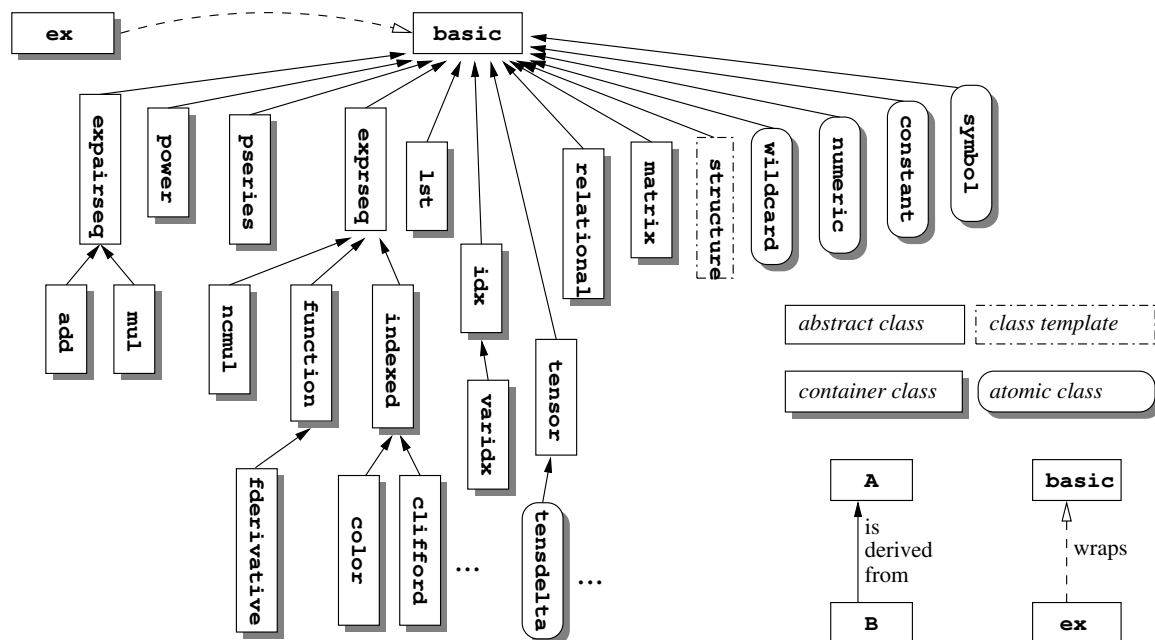 ex
basic
expairseq
power
pseries
exprseq
lst
relational
matrix
structure
wildcard
numeric
constant
symbol
add
mul
ncmul
function
indexed
idx
varidx
tensor
fderivative
color
clifford
...
tensdelta
...
abstract class
class template
container class
atomic class
A
is
derived
from
B
basic
wraps
ex